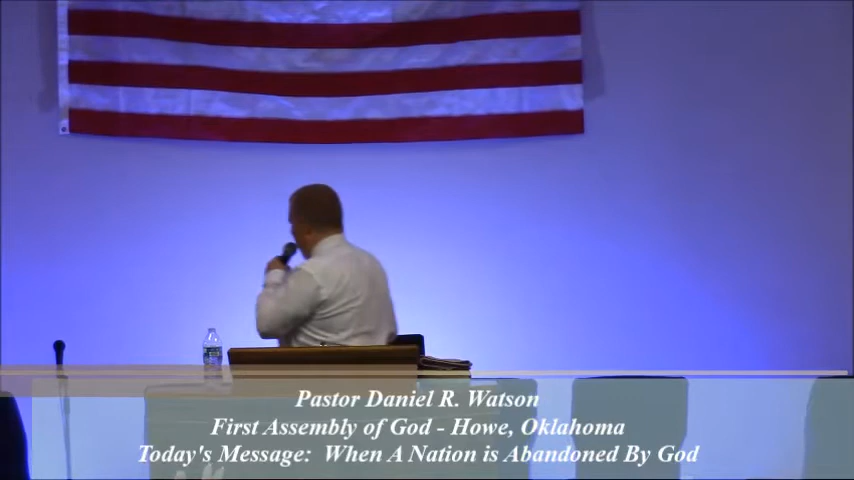 Pastor Daniel R. Watson
First Assembly of God - Howe, Oklahoma
Today's Message: When A Nation is Abandoned By God